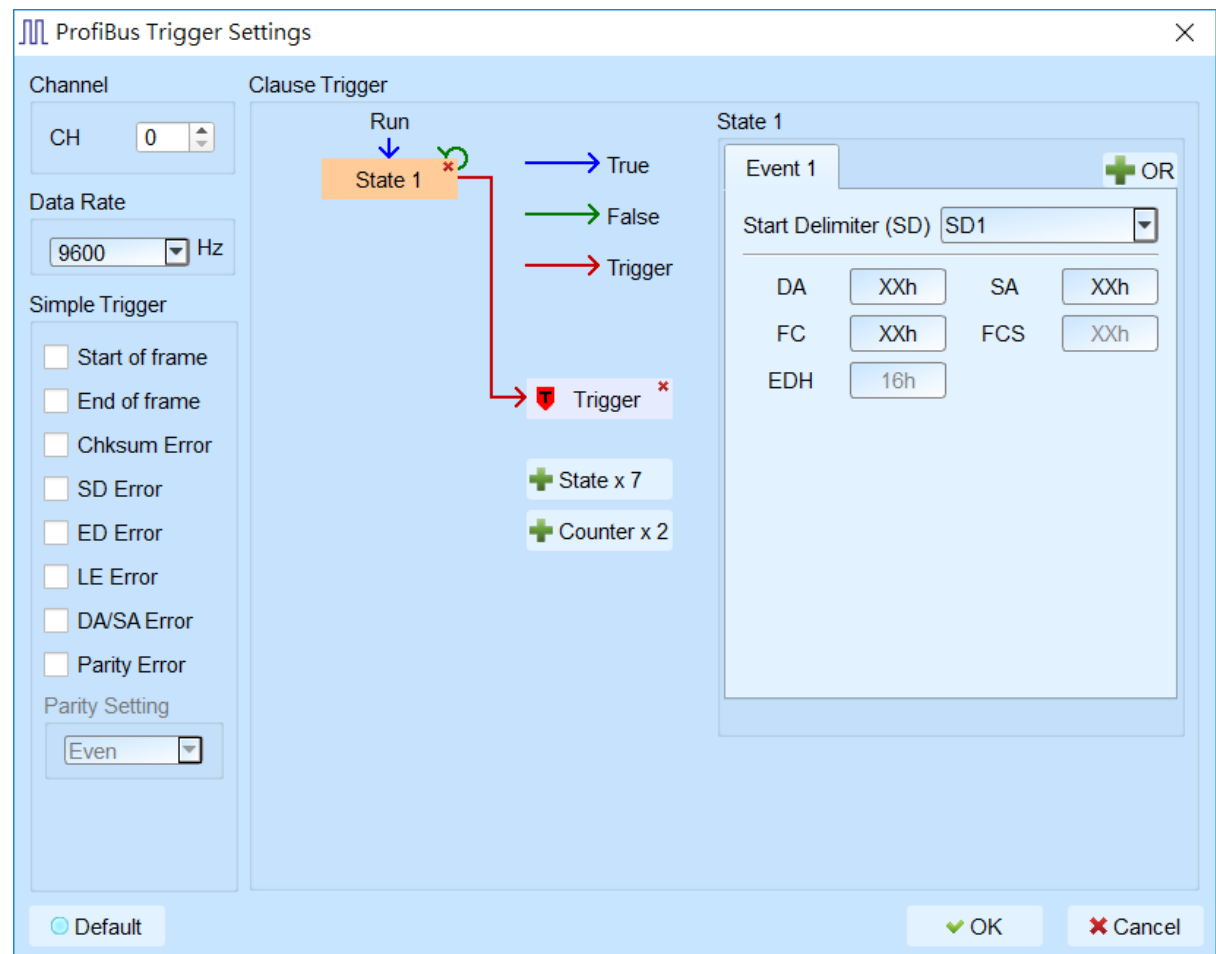 ProfiBus Trigger Settings
Channel
CH 0
Data Rate
9600 Hz
Simple Trigger
Start of frame
End of frame
Chksum Error
SD Error
ED Error
LE Error
DA/SA Error
Parity Error
Parity Setting
Even
Clause Trigger
Run
State 1
True
False
Trigger
T Trigger
State x 7
Counter x 2
State 1
Event 1
OR
Start Delimiter (SD) SD1
DA XXh SA XXh
FC XXh FCS XXh
EDH 16h
Default
OK
Cancel